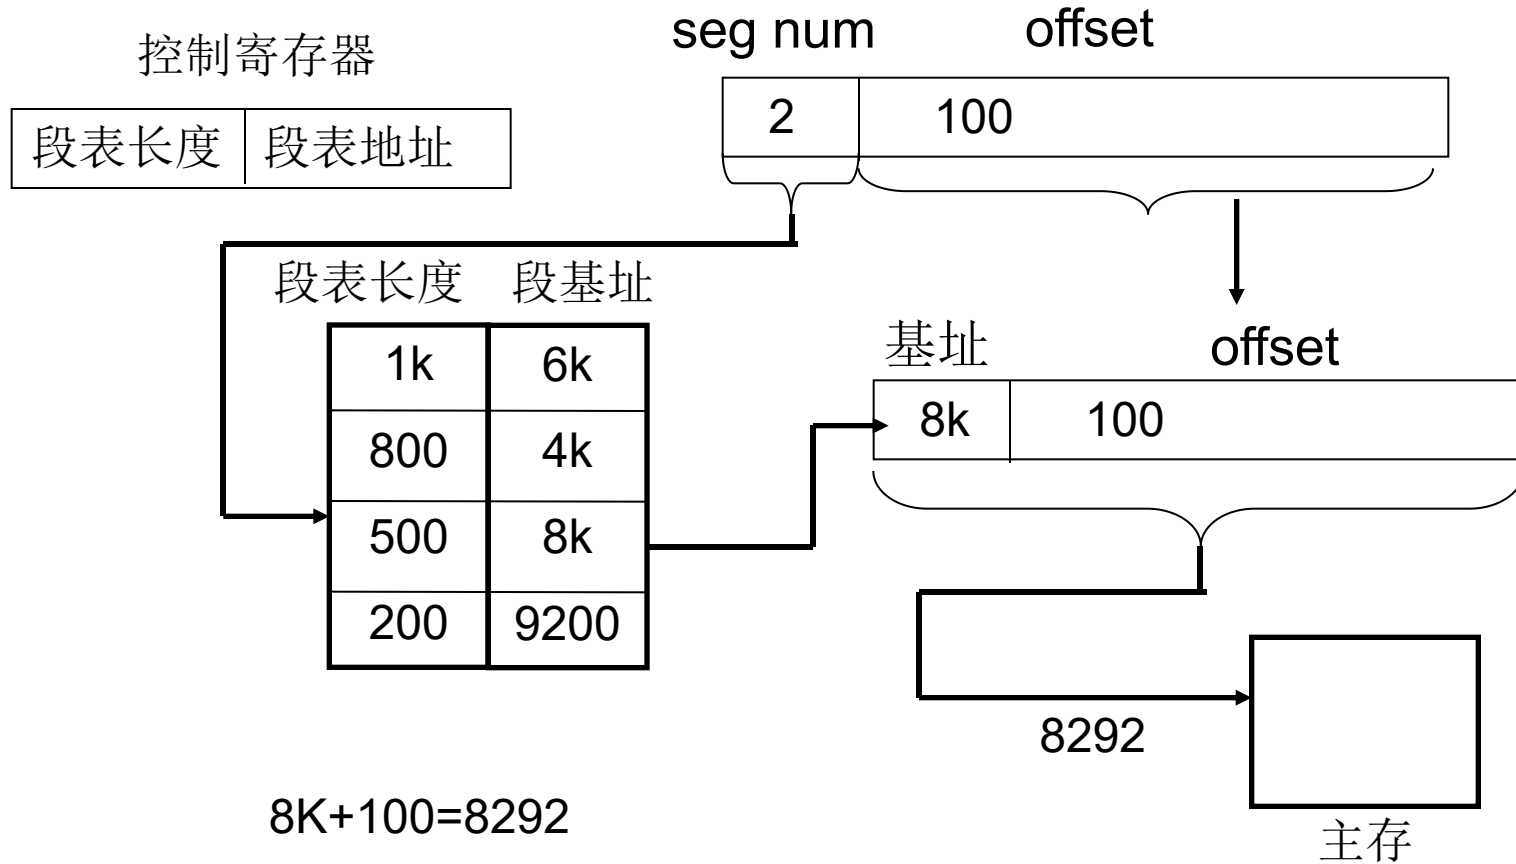 seg num offset
控制寄存器
2 100
段表长度 段表地址
段表长度 段基址
1k 6k
基址 offset
800 4k
8k 100
500 8k
200 9200
8292
8K+100=8292
主存